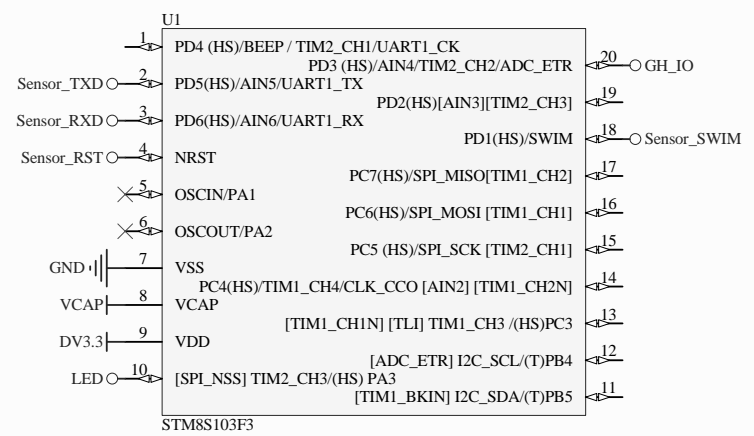 U1
1 PD4 (HS)/BEEP / TIM2_CH1/UART1_CK
PD3 (HS)/AIN4/TIM2_CH2/ADC_ETR 20 GH_IO
Sensor_TXD 2 PD5(HS)/AIN5/UART1_TX
PD2(HS)[AIN3][TIM2_CH3] 19
Sensor_RXD 3 PD6(HS)/AIN6/UART1_RX
PD1(HS)/SWIM 18 Sensor_SWIM
Sensor_RST 4 NRST
PC7(HS)/SPI_MISO[TIM1_CH2] 17
5 OSCIN/PA1
PC6(HS)/SPI_MOSI [TIM1_CH1] 16
6 OSCOUT/PA2
PC5 (HS)/SPI_SCK [TIM2_CH1] 15
GND 7 VSS
PC4(HS)/TIM1_CH4/CLK_CCO [AIN2] [TIM1_CH2N] 14
VCAP 8 VCAP
[TIM1_CH1N] [TLI] TIM1_CH3 /(HS)PC3 13
DV3.3 9 VDD
[ADC_ETR] I2C_SCL/(T)PB4 12
LED 10 [SPI_NSS] TIM2_CH3/(HS) PA3
[TIM1_BKIN] I2C_SDA/(T)PB5 11
STM8S103F3